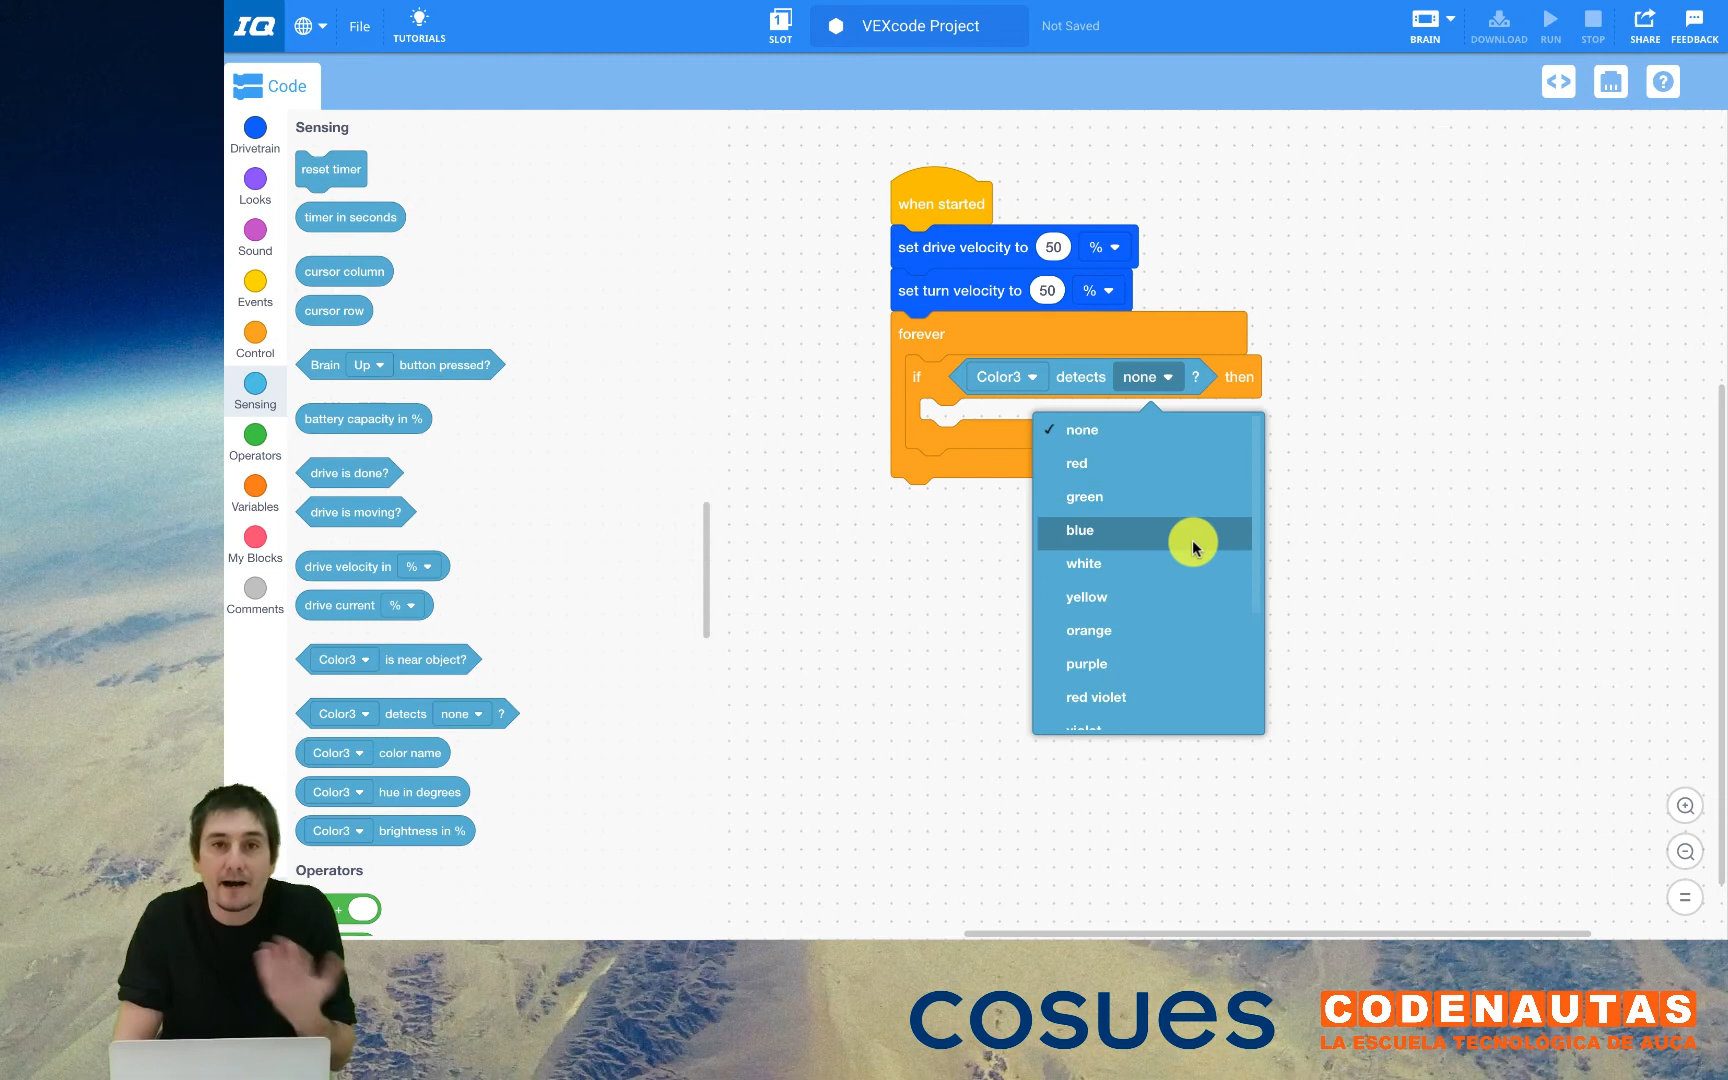 IQ
File
TUTORIALS
1
SLOT
VEXcode Project
Not Saved
BRAIN
DOWNLOAD
RUN
STOP
SHARE
FEEDBACK
Code
Drivetrain
Looks
Sound
Events
Control
Sensing
Operators
Variables
My Blocks
Comments
Sensing
reset timer
timer in seconds
cursor column
cursor row
Brain Up button pressed?
battery capacity in %
drive is done?
drive is moving?
drive velocity in %
drive current %
Color3 is near object?
Color3 detects none ?
Color3 color name
Color3 hue in degrees
Color3 brightness in %
Operators
+
when started
set drive velocity to 50 %
set turn velocity to 50 %
forever
if Color3 detects none ? then
none
red
green
blue
white
yellow
orange
purple
red violet
violet
cosues
CODENAUTAS
LA ESCUELA TECNOLÓGICA DE AUCA